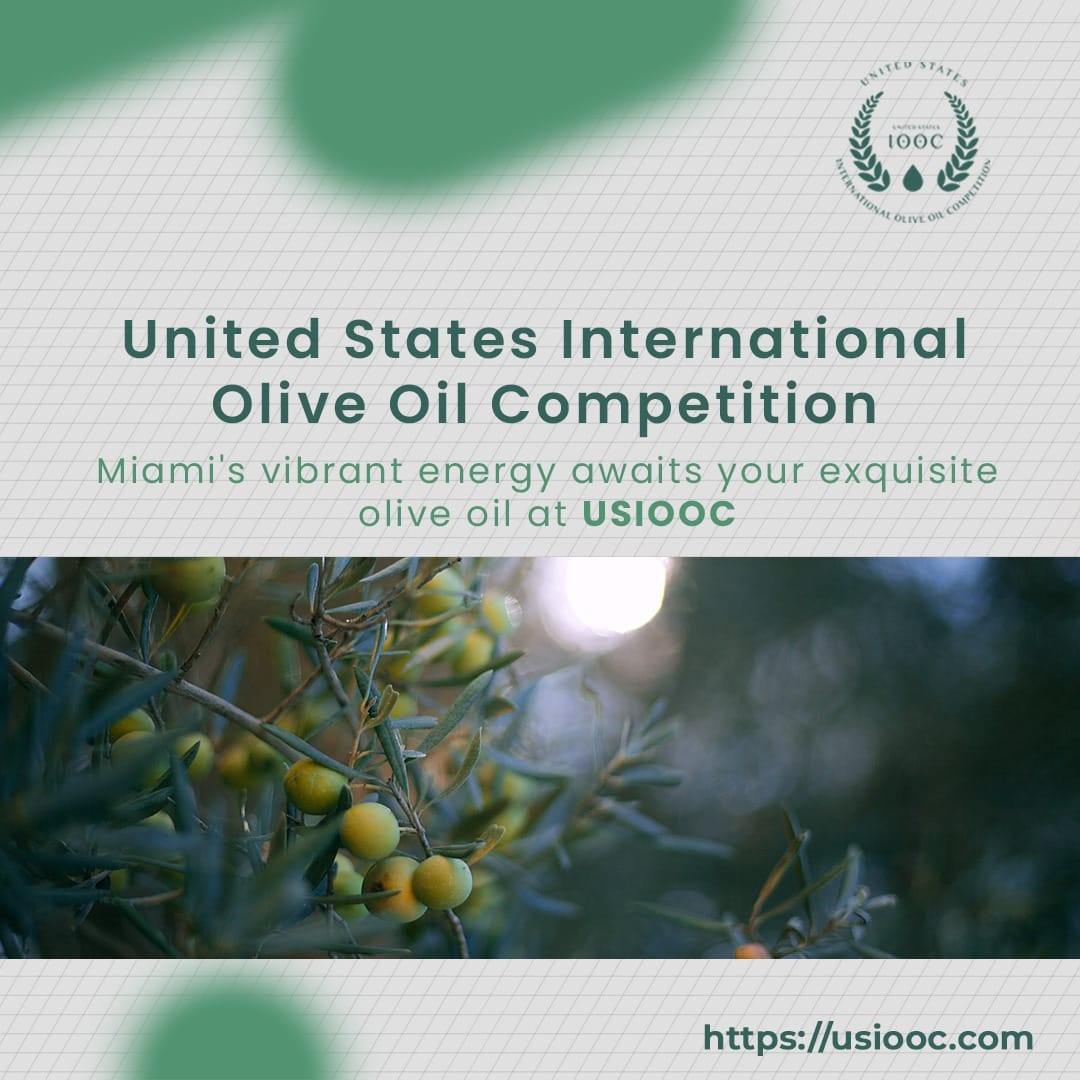 UNITED STATES
UNITED STATES
IOOC
INTERNATIONAL OLIVE OIL COMPETITION
United States International
Olive Oil Competition
Miami's vibrant energy awaits your exquisite
olive oil at USIOOC
https://usiooc.com